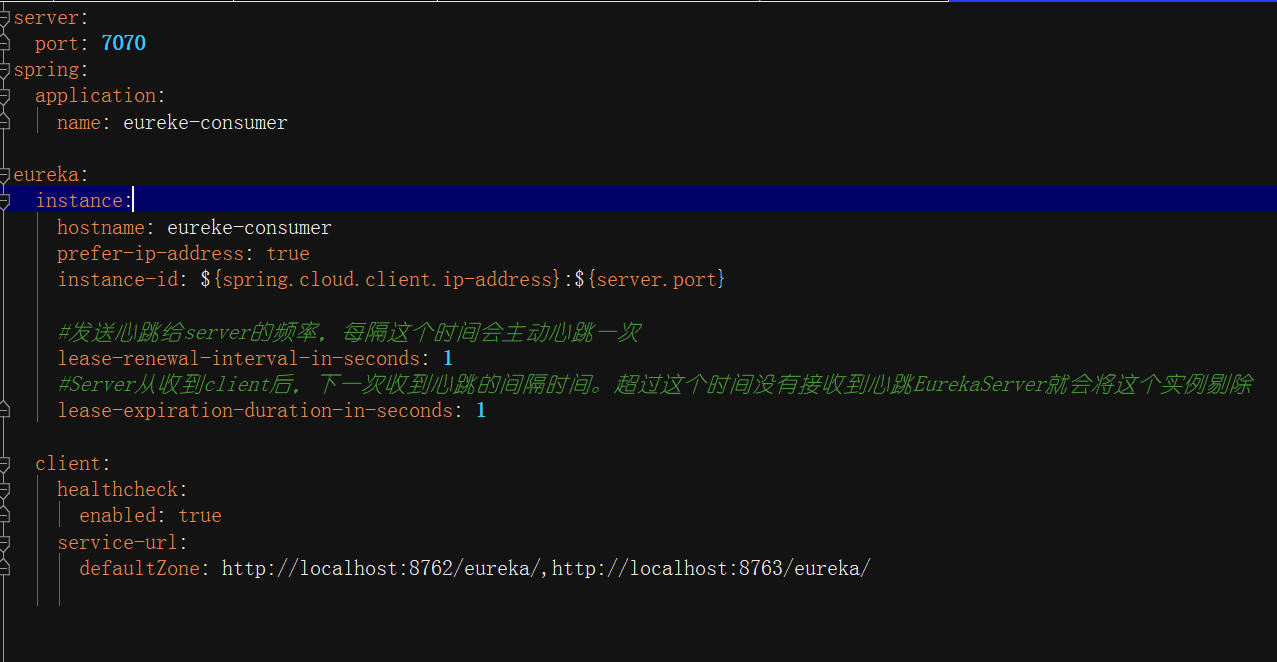 server:
  port: 7070
spring:
  application:
    name: eureke-consumer
eureka:
  instance:
    hostname: eureke-consumer
    prefer-ip-address: true
    instance-id: ${spring.cloud.client.ip-address}:${server.port}
    #发送心跳给server的频率，每隔这个时间会主动心跳一次
    lease-renewal-interval-in-seconds: 1
    #Server从收到client后，下一次收到心跳的间隔时间。超过这个时间没有接收到心跳EurekaServer就会将这个实例剔除
    lease-expiration-duration-in-seconds: 1
  client:
    healthcheck:
      enabled: true
    service-url:
      defaultZone: http://localhost:8762/eureka/,http://localhost:8763/eureka/